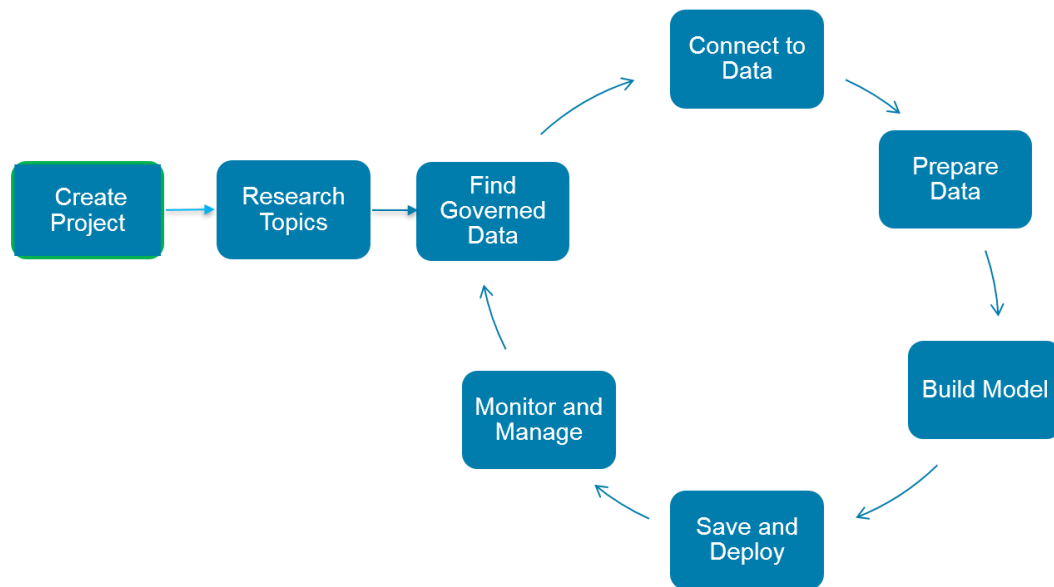 Create
Project
Research
Topics
Find
Governed
Data
Connect to
Data
Prepare
Data
Build Model
Save and
Deploy
Monitor and
Manage